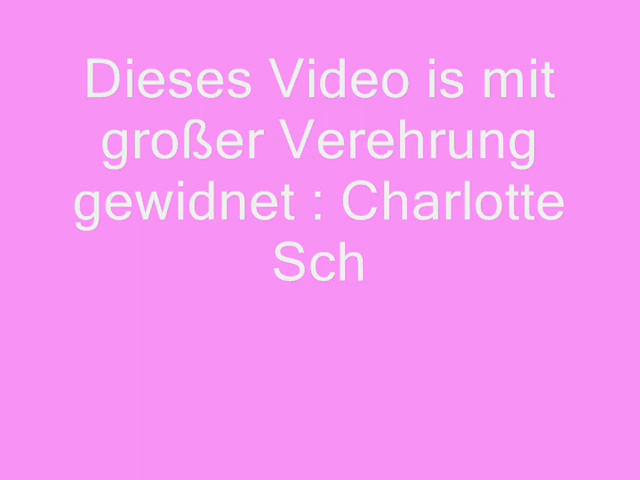 Dieses Video is mit
großer Verehrung
gewidnet : Charlotte
Sch